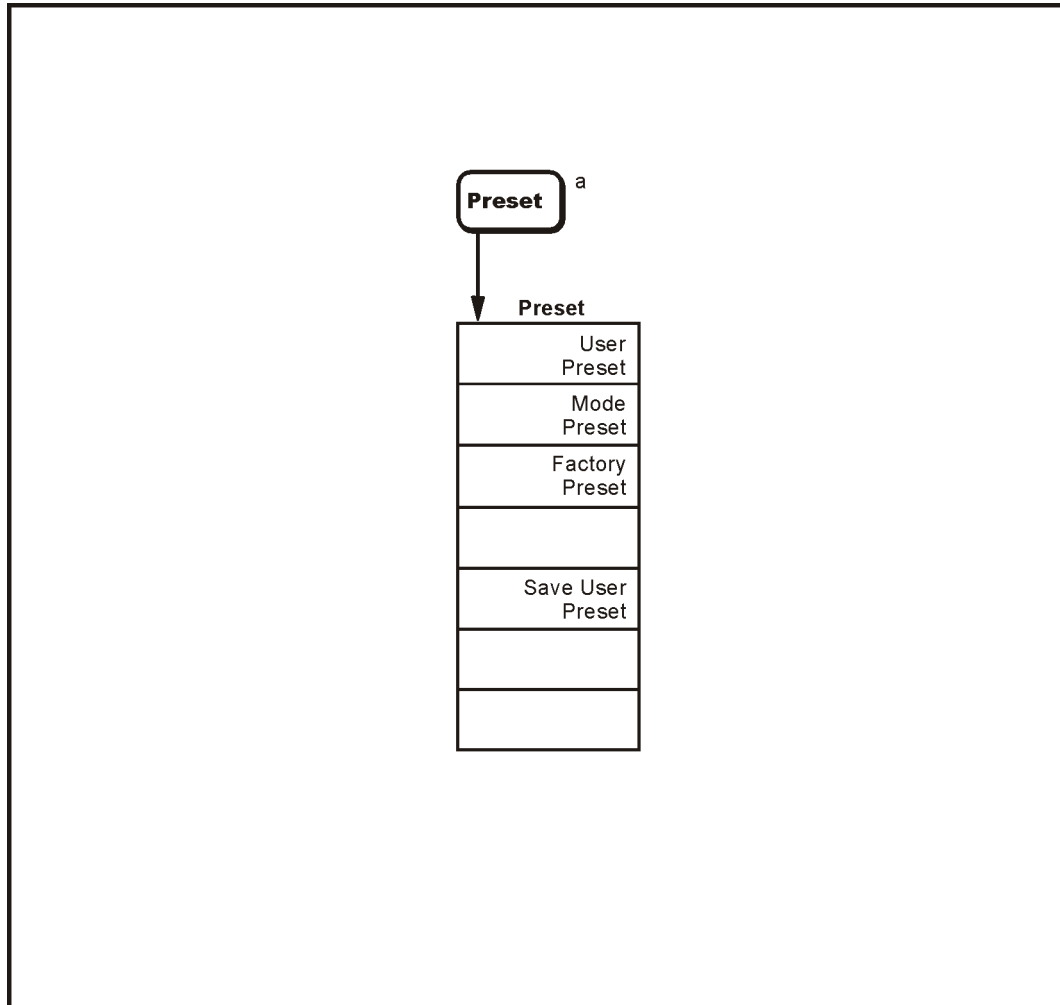 Preset a
Preset
User
Preset
Mode
Preset
Factory
Preset
Save User
Preset